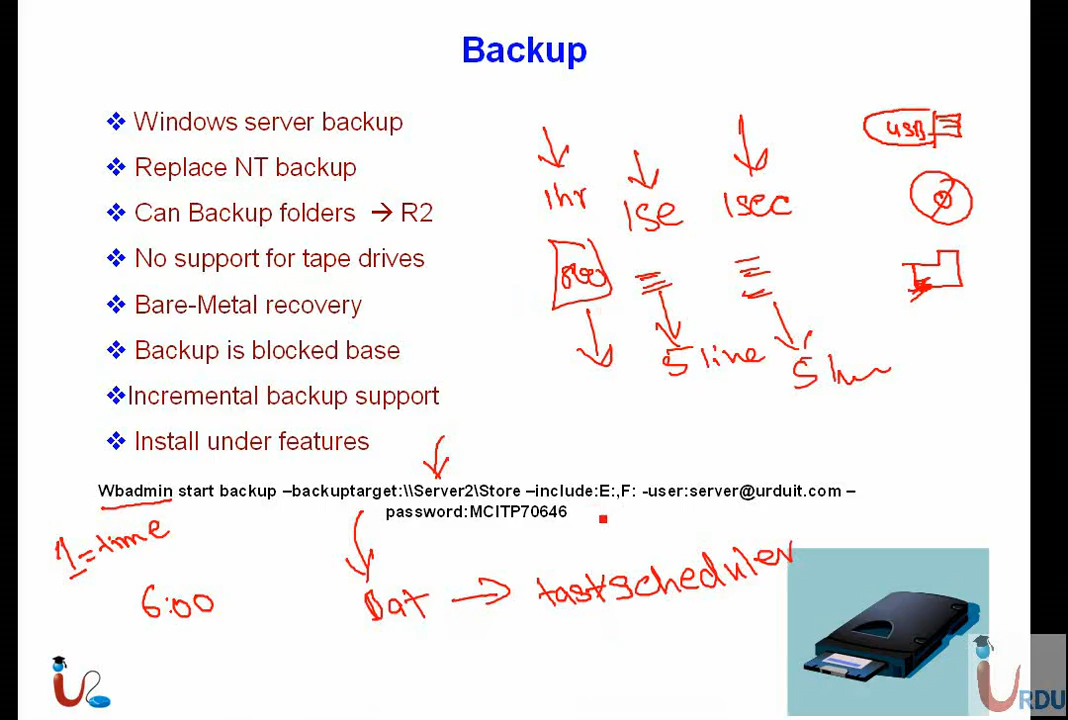 Backup
❖ Windows server backup
❖ Replace NT backup
❖ Can Backup folders → R2
❖ No support for tape drives
❖ Bare-Metal recovery
❖ Backup is blocked base
❖Incremental backup support
❖ Install under features
Wbadmin start backup –backuptarget:\\Server2\Store –include:E:,F: -user:server@urduit.com –
password:MCITP70646
USB
1hr
1SE
1sec
5 line
5
1=time
6:00
Bat → tastscheduler
URDU